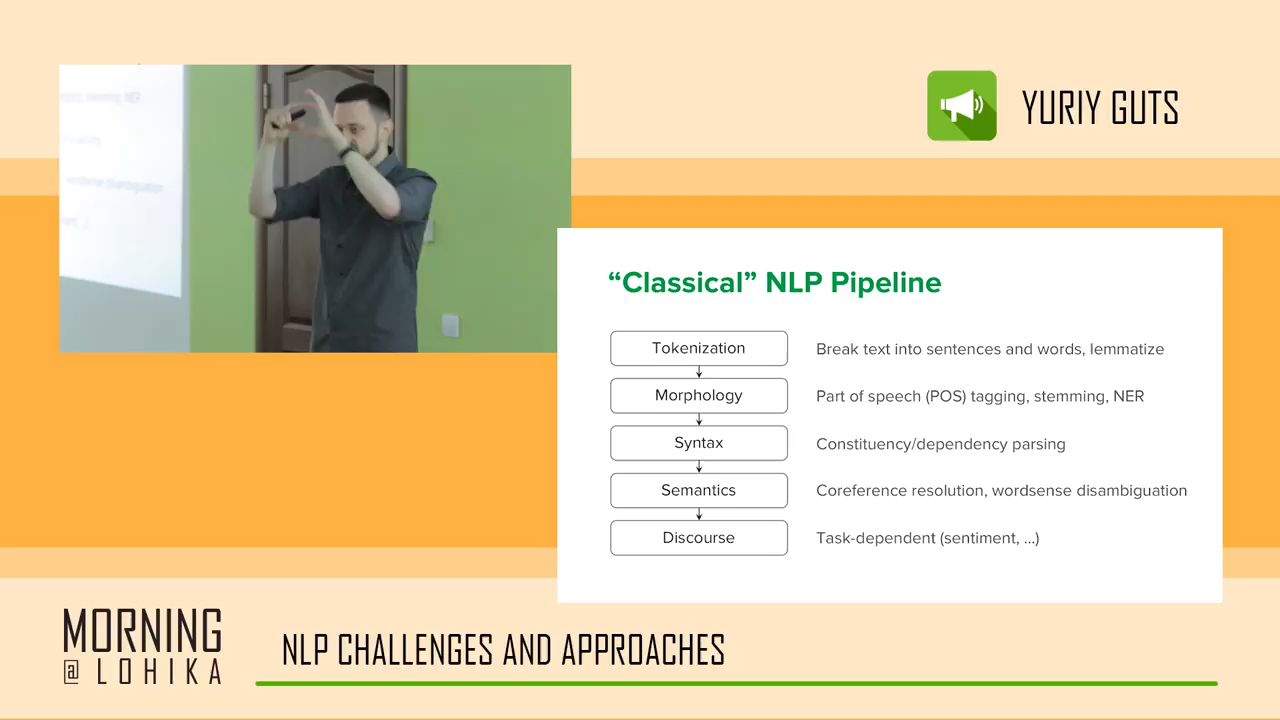 YURIY GUTS
“Classical” NLP Pipeline
Tokenization
Break text into sentences and words, lemmatize
Morphology
Part of speech (POS) tagging, stemming, NER
Syntax
Constituency/dependency parsing
Semantics
Coreference resolution, wordsense disambiguation
Discourse
Task-dependent (sentiment, ...)
MORNING
@ LOHIKA
NLP CHALLENGES AND APPROACHES